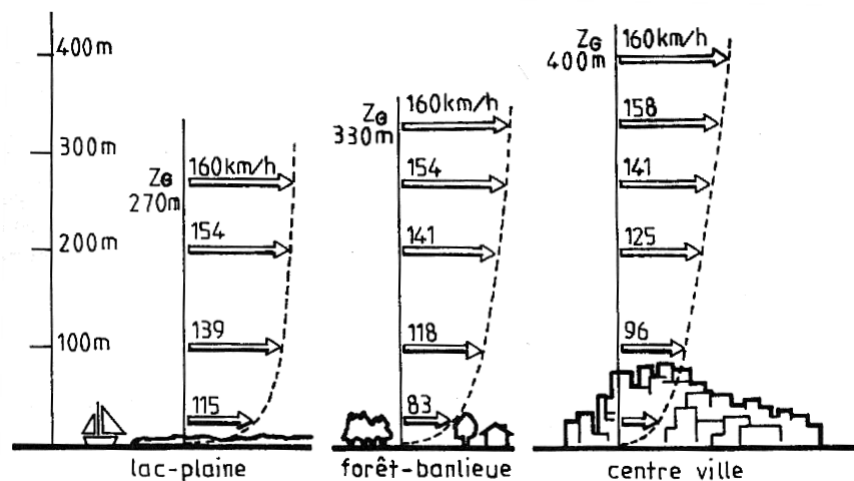 400m
300m
200m
100m
160km/h
ZG
270m
154
139
115
lac-plaine
160km/h
ZG
330m
154
141
118
83
forêt-banlieue
ZG
400m
160km/h
158
141
125
96
centre ville